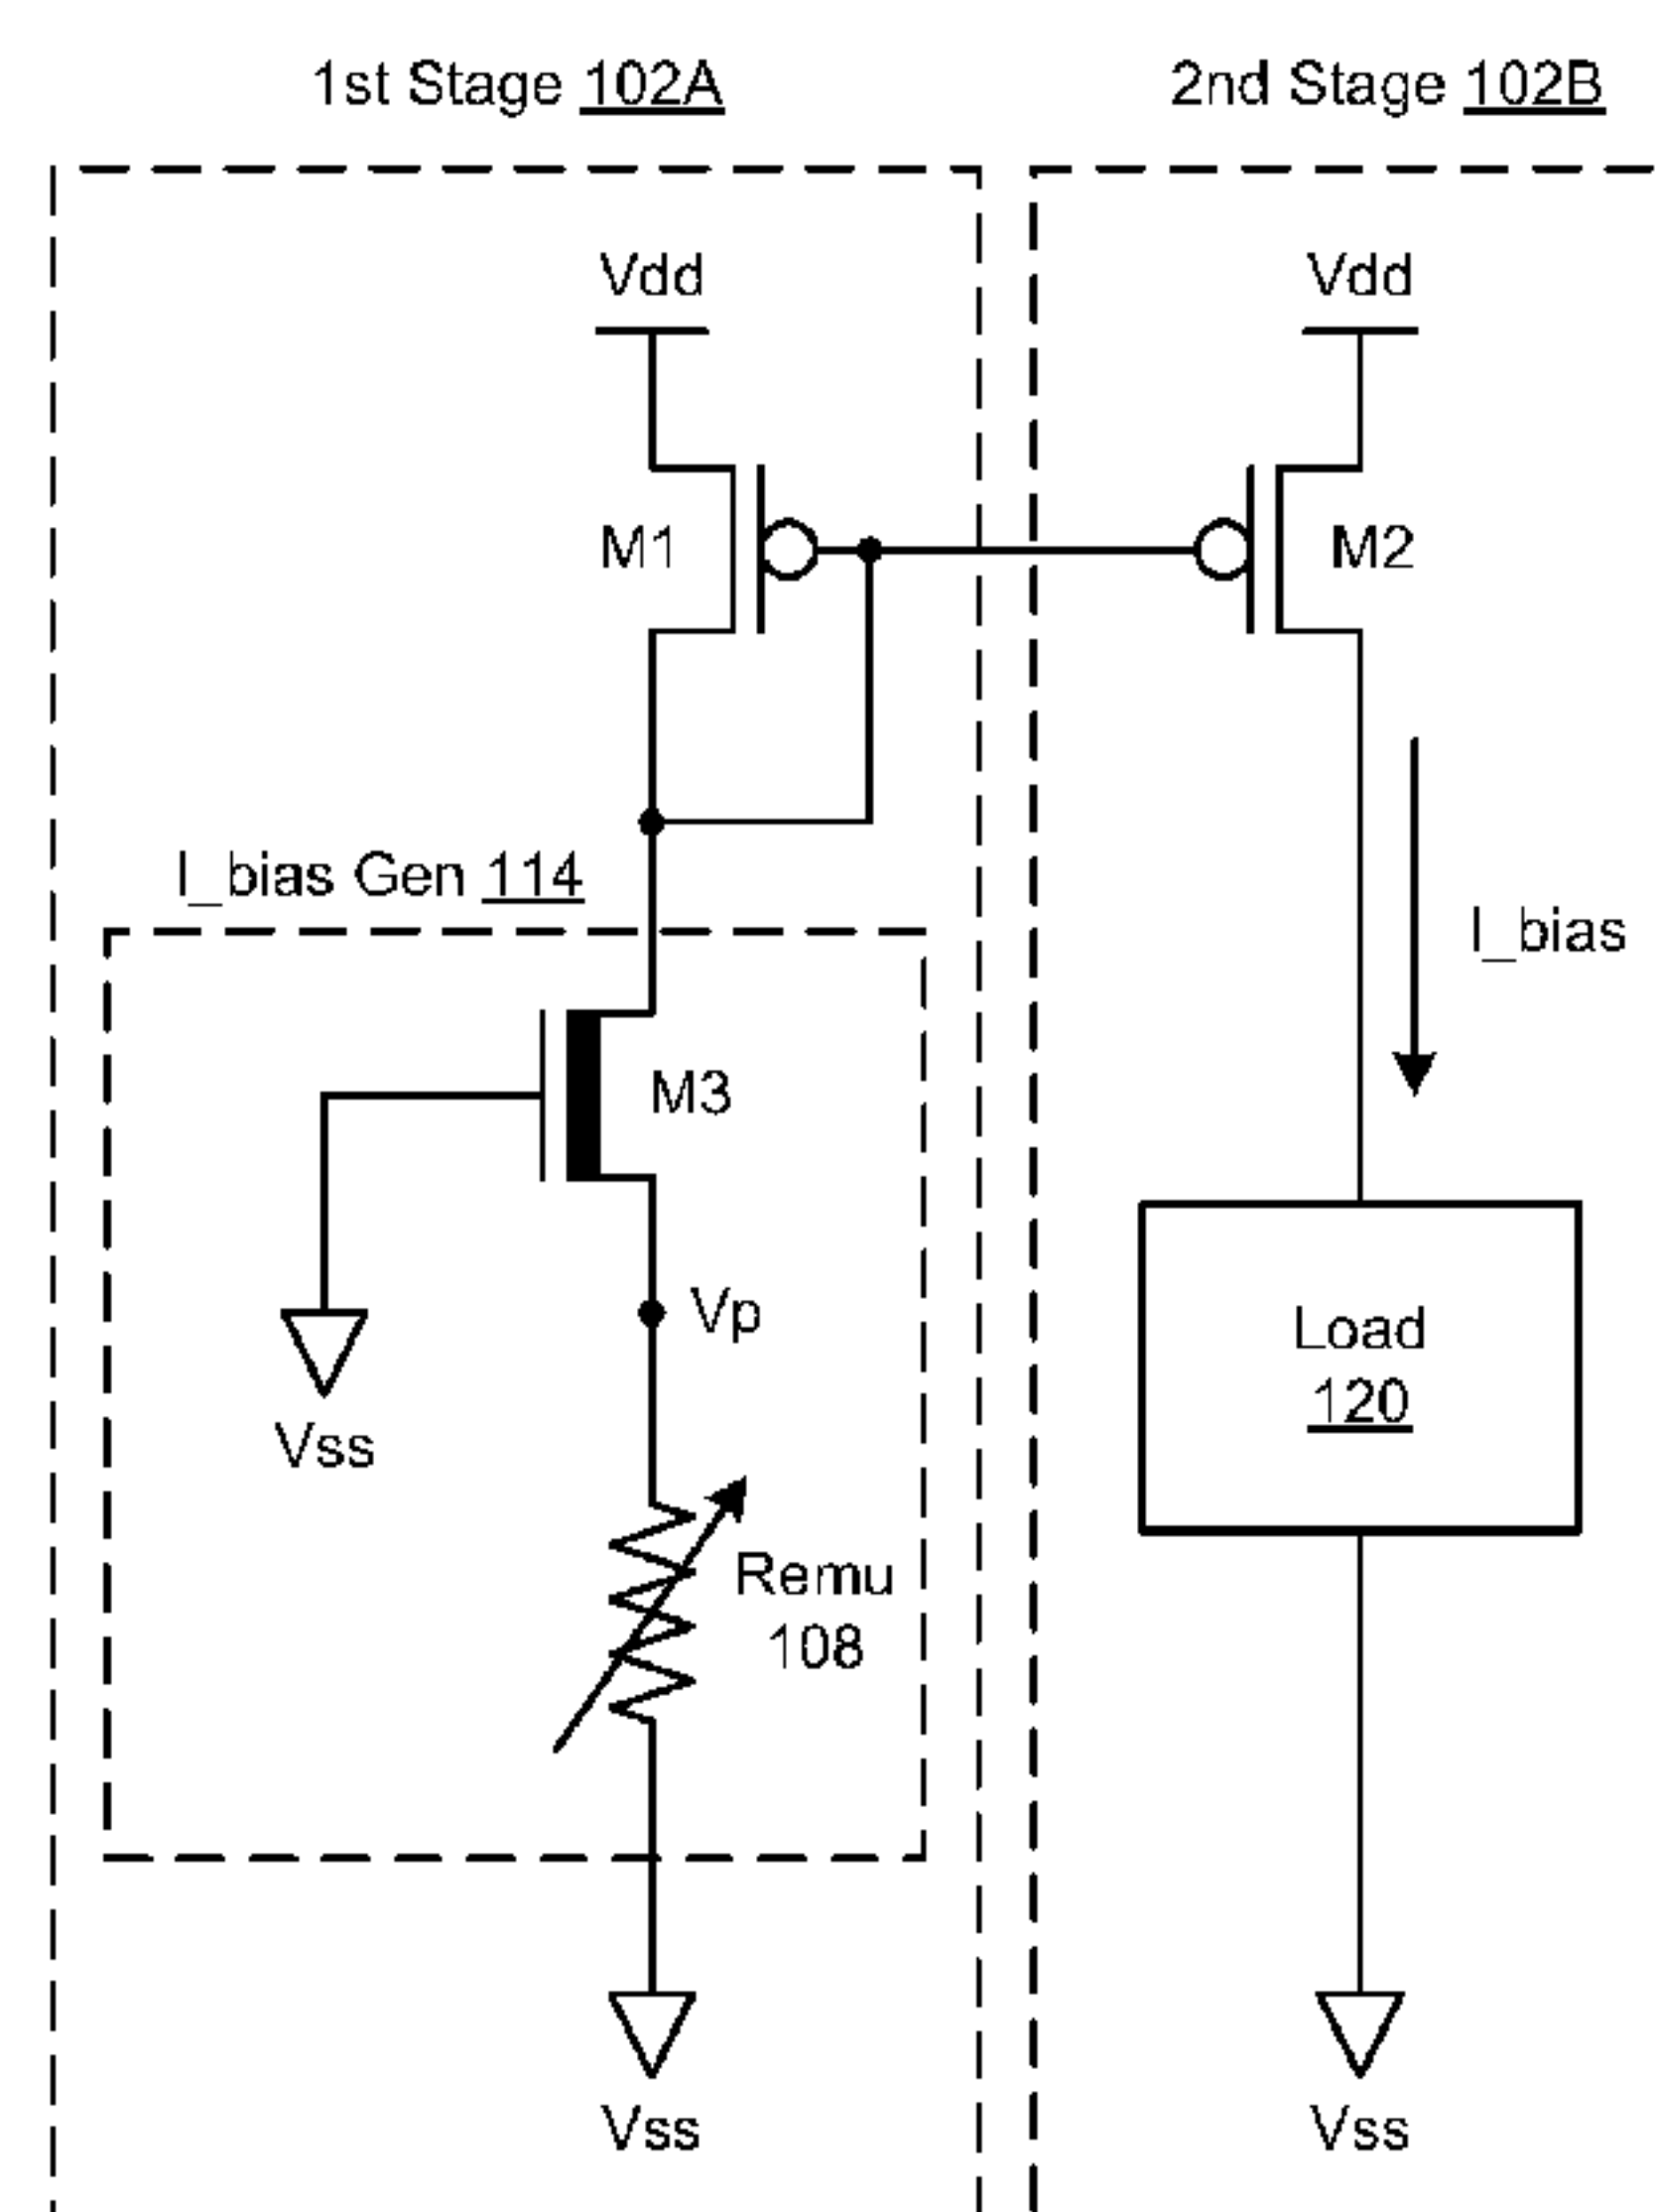 1st Stage 102A
2nd Stage 102B
Vdd
Vdd
M1
M2
I_bias Gen 114
I_bias
M3
Vp
Load
120
Vss
Remu
108
Vss
Vss